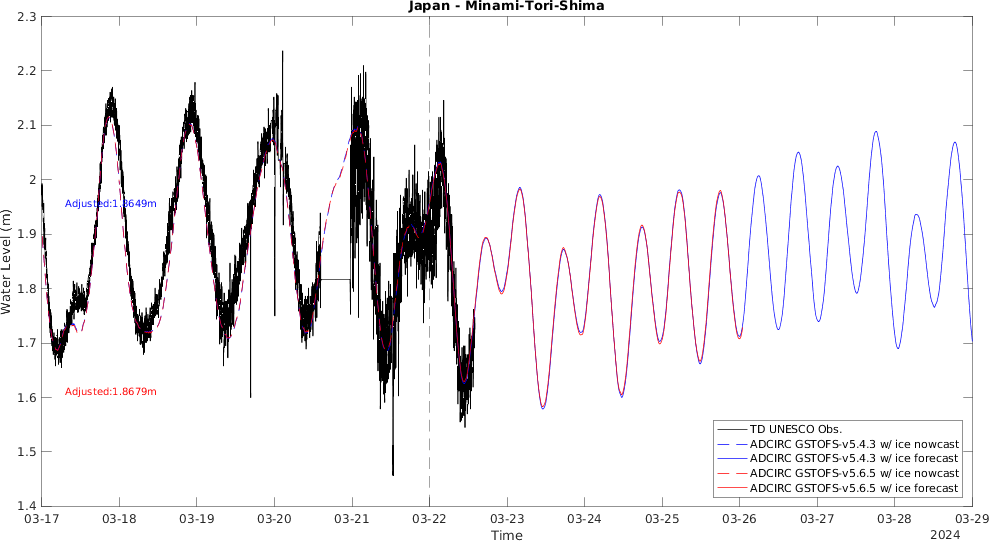 Japan - Minami-Tori-Shima
2.3
2.2
2.1
2
1.9
1.8
1.7
1.6
1.5
1.4
Water Level (m)
Adjusted:1.8649m
Adjusted:1.8679m
TD UNESCO Obs.
ADCIRC GSTOFS-v5.4.3 w/ ice nowcast
ADCIRC GSTOFS-v5.4.3 w/ ice forecast
ADCIRC GSTOFS-v5.6.5 w/ ice nowcast
ADCIRC GSTOFS-v5.6.5 w/ ice forecast
03-17 03-18 03-19 03-20 03-21 03-22 03-23 03-24 03-25 03-26 03-27 03-28 03-29
Time
2024